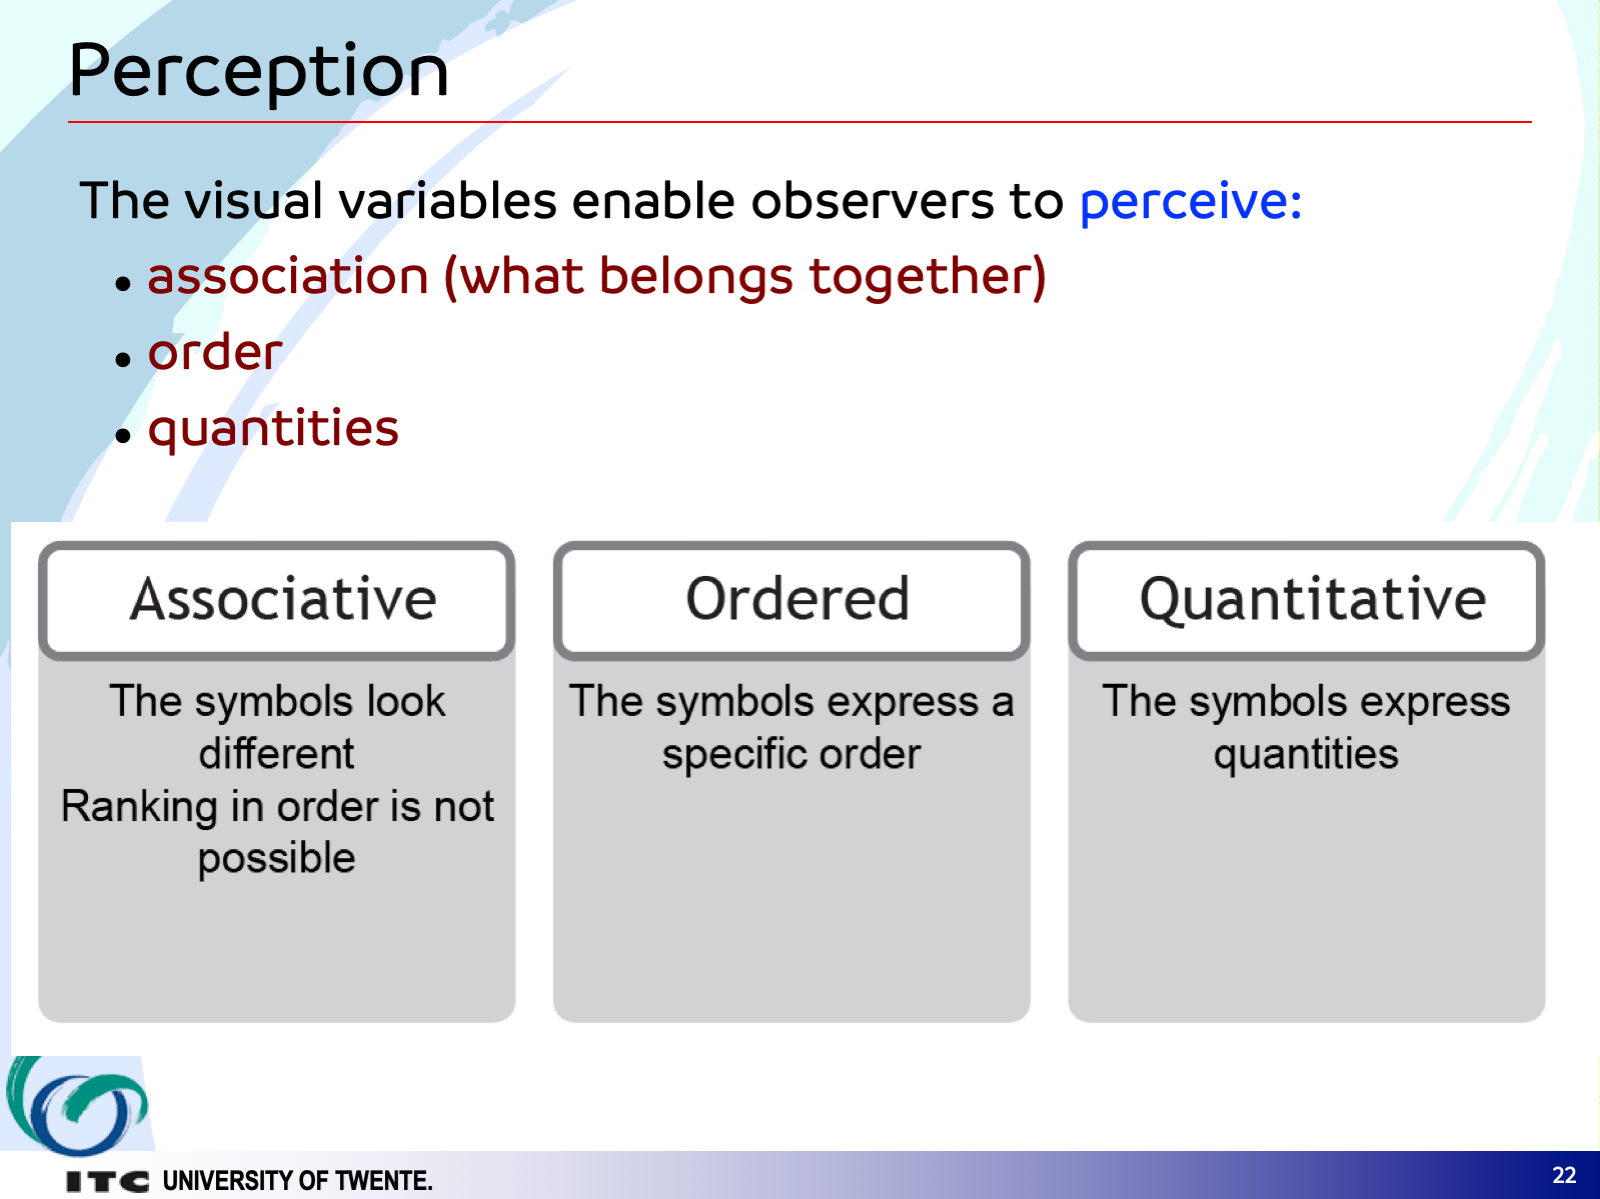 Perception
The visual variables enable observers to perceive:
• association (what belongs together)
• order
• quantities
Associative
The symbols look
different
Ranking in order is not
possible
Ordered
The symbols express a
specific order
Quantitative
The symbols express
quantities
ITC UNIVERSITY OF TWENTE.
22